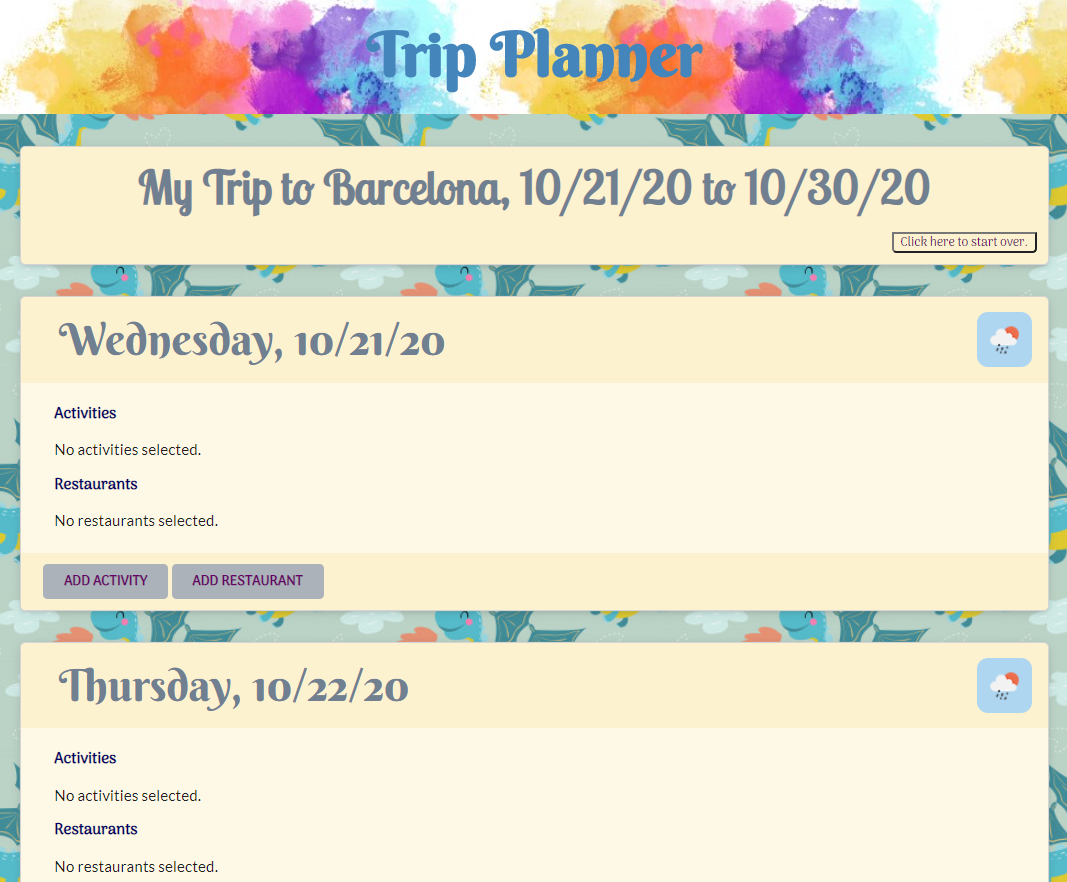 Trip Planner
My Trip to Barcelona, 10/21/20 to 10/30/20
Click here to start over.
Wednesday, 10/21/20
Activities
No activities selected.
Restaurants
No restaurants selected.
ADD ACTIVITY ADD RESTAURANT
Thursday, 10/22/20
Activities
No activities selected.
Restaurants
No restaurants selected.